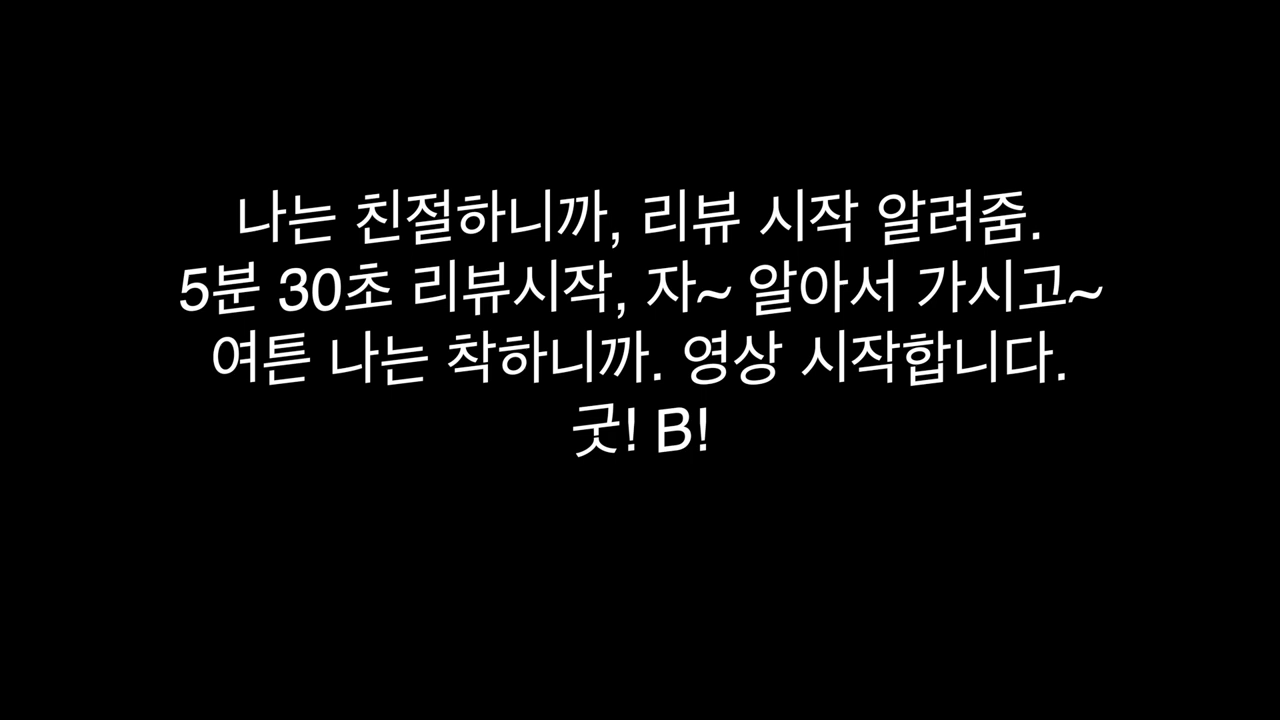 나는 친절하니까, 리뷰 시작 알려줌.
5분 30초 리뷰시작, 자~ 알아서 가시고~
여튼 나는 착하니까. 영상 시작합니다.
굿! B!